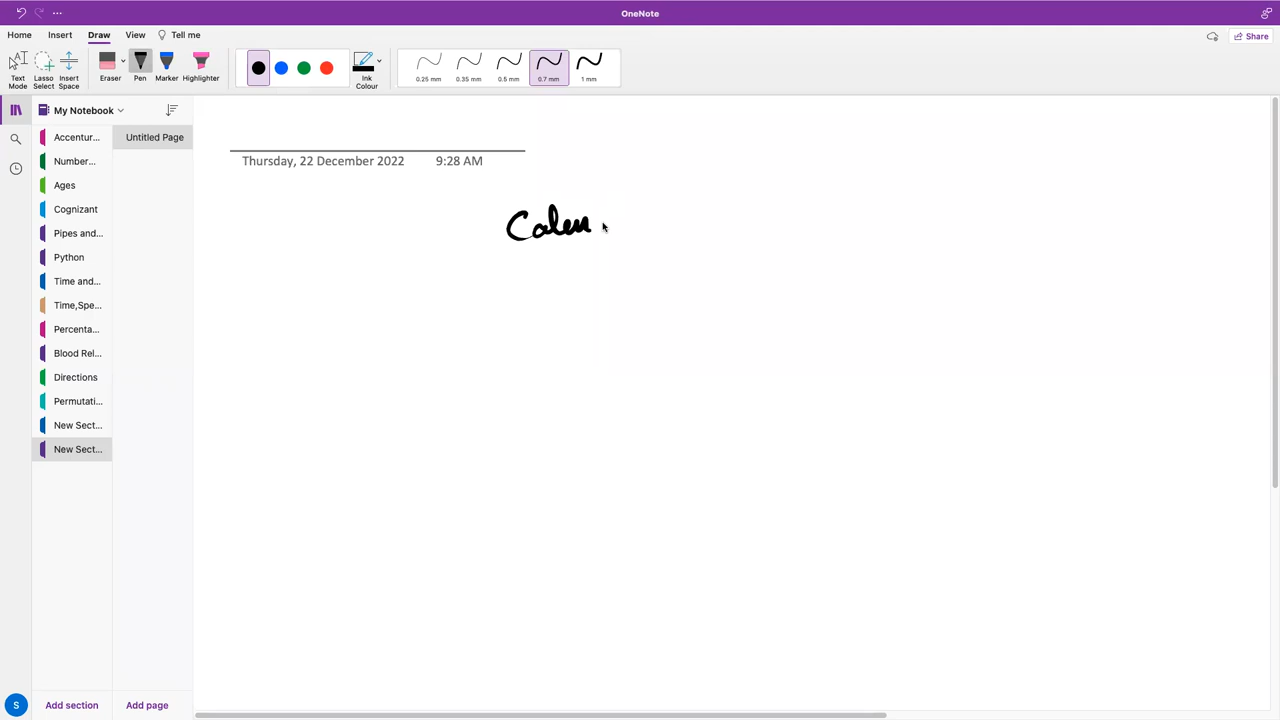 OneNote
Home Insert Draw View Tell me
Share
Text Mode
Lasso Select
Insert Space
Eraser
Pen
Marker
Highlighter
Ink Colour
0.25 mm
0.35 mm
0.5 mm
0.7 mm
1 mm
My Notebook
Accentur...
Number...
Ages
Cognizant
Pipes and...
Python
Time and...
Time,Spe...
Percenta...
Blood Rel...
Directions
Permutati...
New Sect...
New Sect...
Untitled Page
Thursday, 22 December 2022 9:28 AM
Calen
S
Add section
Add page